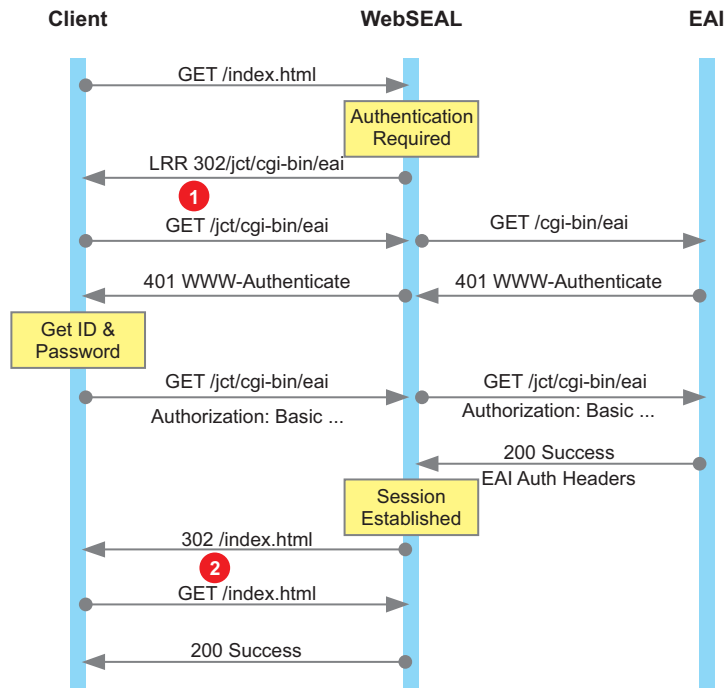 Client WebSEAL EAI
GET /index.html
Authentication
Required
LRR 302/jct/cgi-bin/eai
1
GET /jct/cgi-bin/eai GET /cgi-bin/eai
401 WWW-Authenticate 401 WWW-Authenticate
Get ID &
Password
GET /jct/cgi-bin/eai GET /jct/cgi-bin/eai
Authorization: Basic ... Authorization: Basic ...
200 Success
EAI Auth Headers
Session
Established
302 /index.html
2
GET /index.html
200 Success